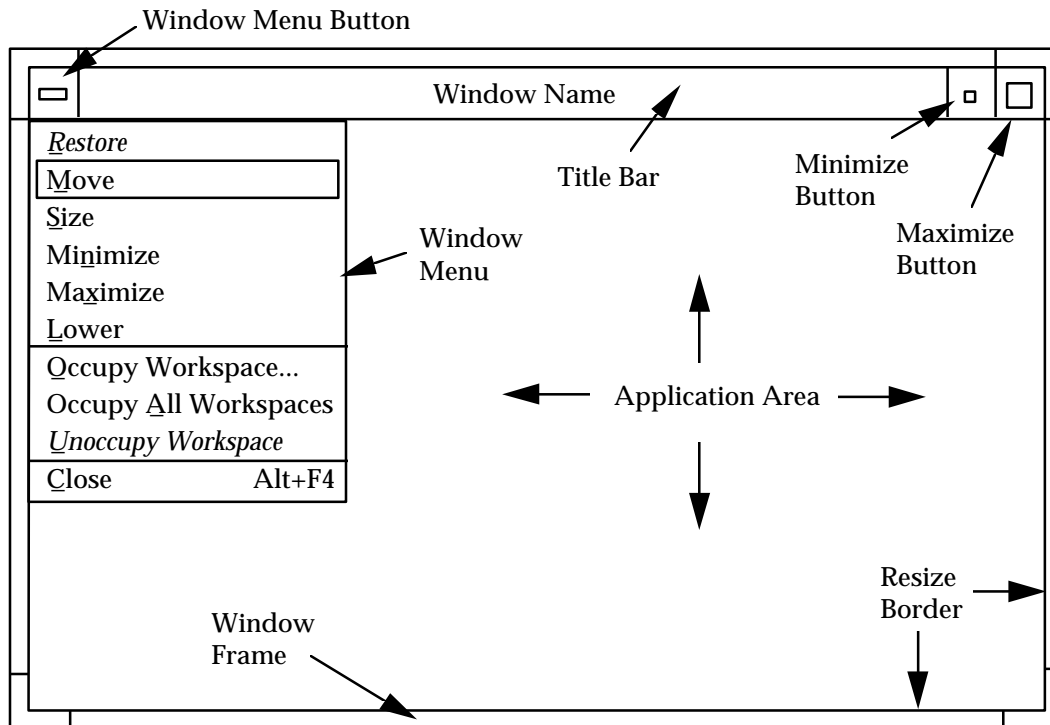 Window Menu Button
Window Name
Restore
Move
Size
Minimize
Maximize
Lower
Occupy Workspace...
Occupy All Workspaces
Unoccupy Workspace
Close Alt+F4
Title Bar
Minimize
Button
Maximize
Button
Window
Menu
Application Area
Resize
Border
Window
Frame